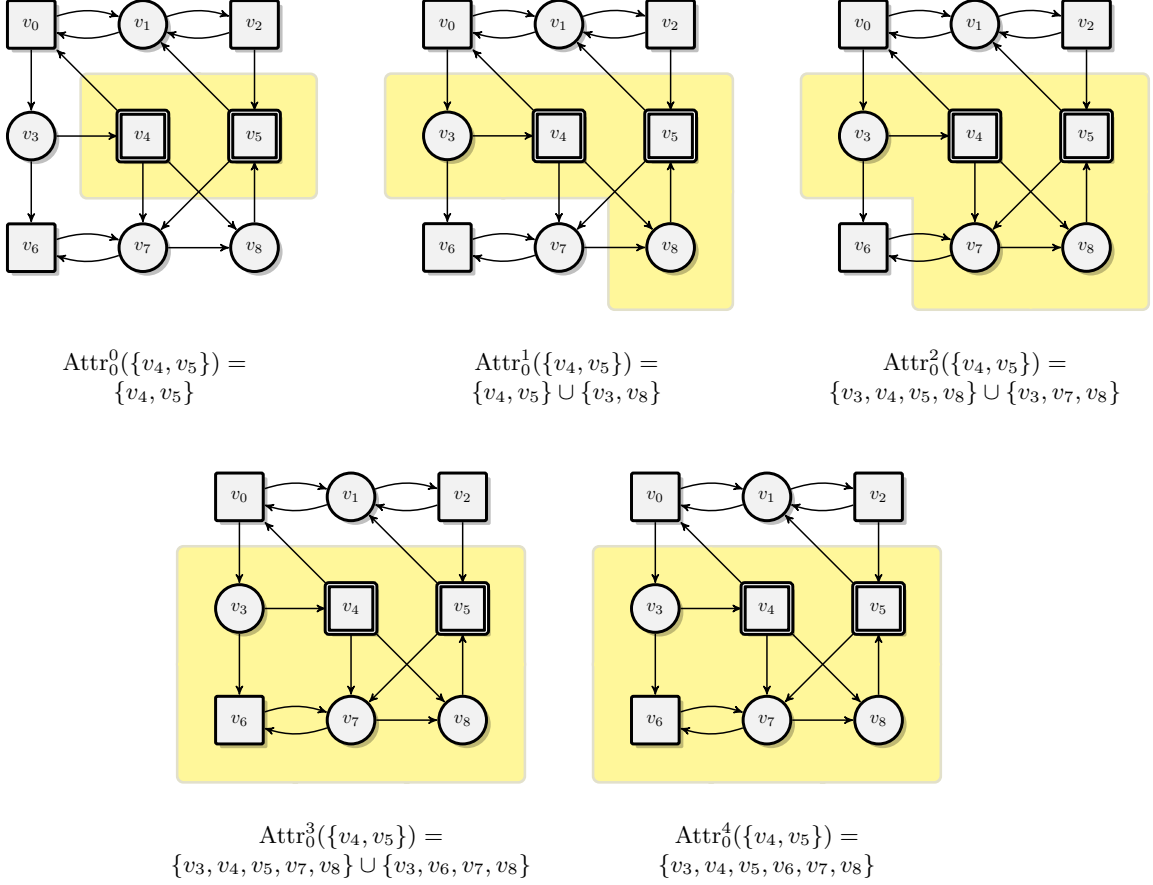 v₀ v₁ v₂
v₃ v₄ v₅
v₆ v₇ v₈
Attr₀⁰({v₄, v₅}) =
{v₄, v₅}
v₀ v₁ v₂
v₃ v₄ v₅
v₆ v₇ v₈
Attr₀¹({v₄, v₅}) =
{v₄, v₅} ∪ {v₃, v₈}
v₀ v₁ v₂
v₃ v₄ v₅
v₆ v₇ v₈
Attr₀²({v₄, v₅}) =
{v₃, v₄, v₅, v₈} ∪ {v₃, v₇, v₈}
v₀ v₁ v₂
v₃ v₄ v₅
v₆ v₇ v₈
Attr₀³({v₄, v₅}) =
{v₃, v₄, v₅, v₇, v₈} ∪ {v₃, v₆, v₇, v₈}
v₀ v₁ v₂
v₃ v₄ v₅
v₆ v₇ v₈
Attr₀⁴({v₄, v₅}) =
{v₃, v₄, v₅, v₆, v₇, v₈}